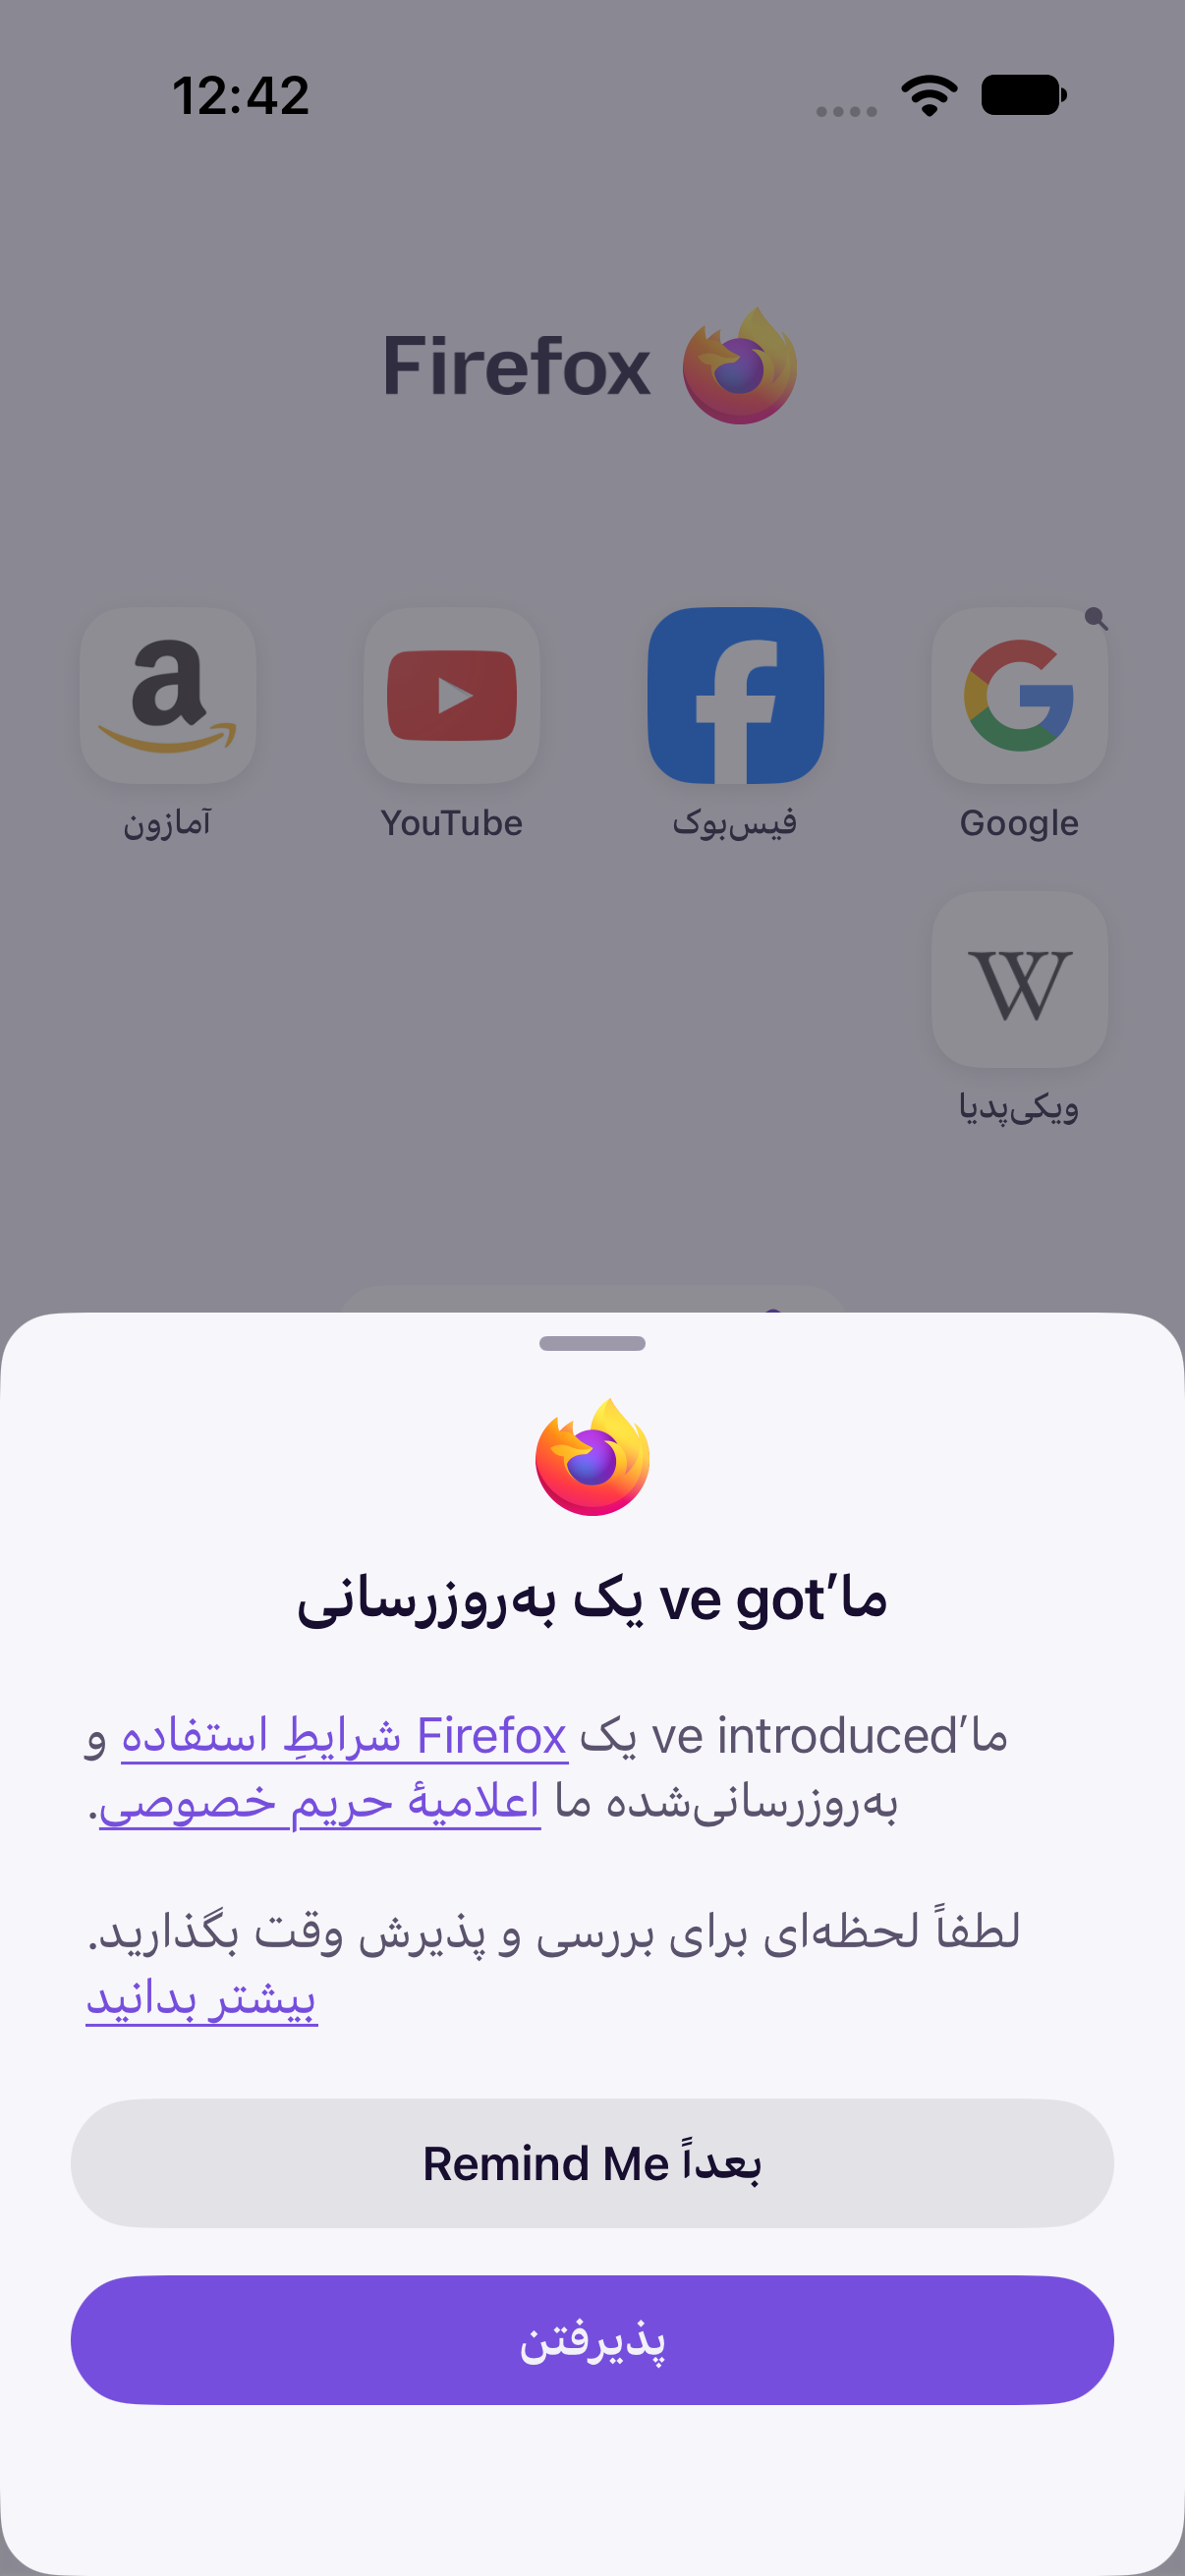 12:42
Firefox
Google
فیس‌بوک
YouTube
آمازون
ویکی‌پدیا
ما’ve got یک به‌روزرسانی
ما’ve introduced یک Firefox شرایطِ استفاده و
به‌روزرسانی‌شده ما اعلامیهٔ حریم خصوصی.
لطفاً لحظه‌ای برای بررسی و پذیرش وقت بگذارید.
بیشتر بدانید
Remind Me بعداً
پذیرفتن